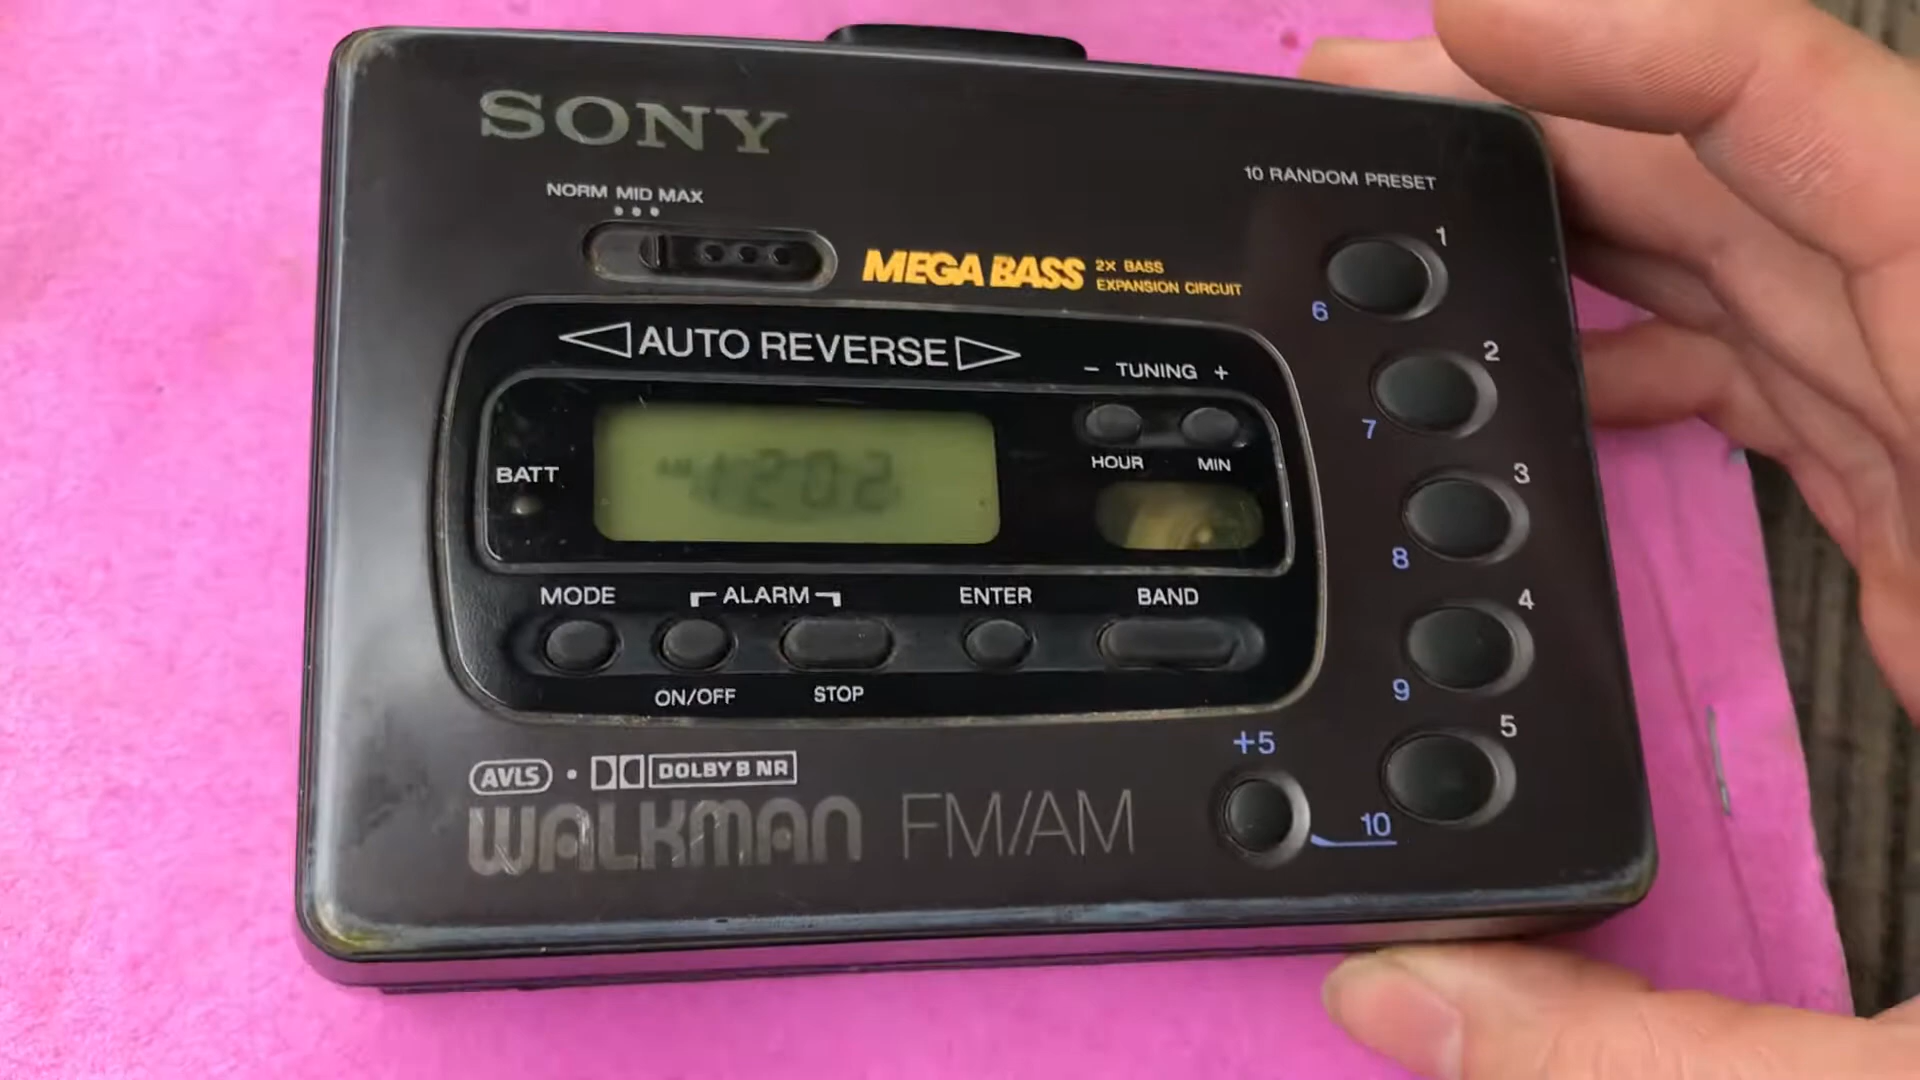 SONY
10 RANDOM PRESET
NORM MID MAX
MEGA BASS 2X BASS
EXPANSION CIRCUIT
1
6
AUTO REVERSE
- TUNING +
2
7
HOUR MIN
BATT
AM 12:02
3
8
MODE ALARM ENTER BAND
4
9
ON/OFF STOP
+5
5
10
AVLS • DOLBY B NR
WALKMAN FM/AM